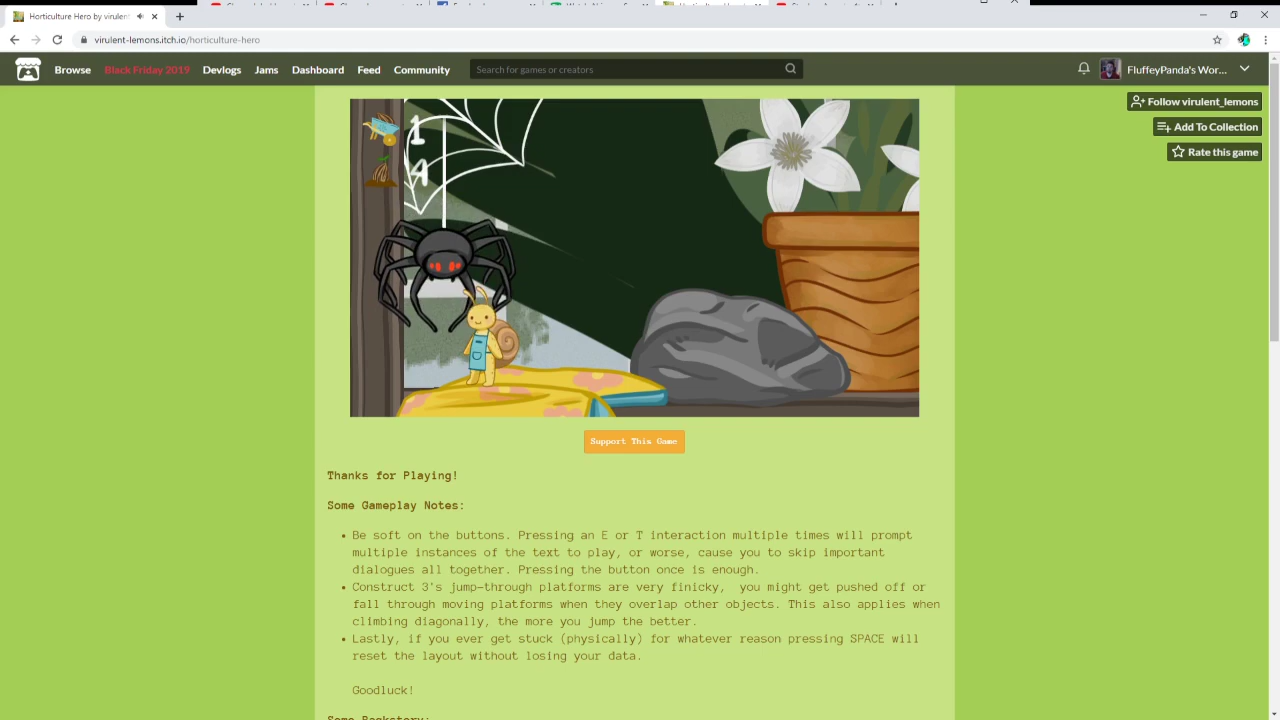 Horticulture Hero by virulen
virulent-lemons.itch.io/horticulture-hero
Browse Black Friday 2019 Devlogs Jams Dashboard Feed Community Search for games or creators FluffeyPanda's Wor...
Follow virulent_lemons
Add To Collection
Rate this game
1
4
Support This Game
Thanks for Playing!
Some Gameplay Notes:
• Be soft on the buttons. Pressing an E or T interaction multiple times will prompt
multiple instances of the text to play, or worse, cause you to skip important
dialogues all together. Pressing the button once is enough.
• Construct 3's jump-through platforms are very finicky, you might get pushed off or
fall through moving platforms when they overlap other objects. This also applies when
climbing diagonally, the more you jump the better.
• Lastly, if you ever get stuck (physically) for whatever reason pressing SPACE will
reset the layout without losing your data.
Goodluck!
Some Backstory: